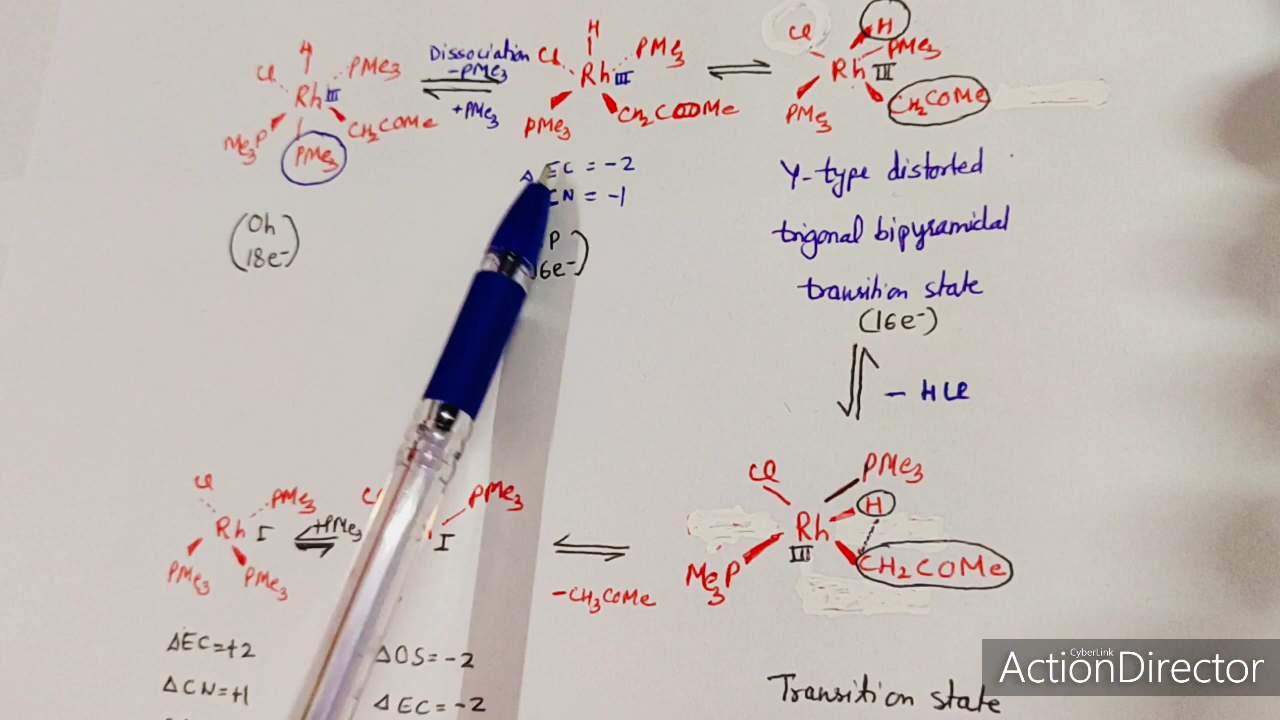 H
Cl
PMe3
Rh III
Me3P
CH2COMe
PMe3
(Oh
18e-)
Dissociation
-PMe3
+PMe3
H
Cl
PMe3
Rh III
PMe3
CH2COOMe
Δ EC = -2
CN = -1
P
6e-)
Cl
H
PMe3
Rh III
PMe3
CH2COMe
Y-type distorted
trigonal bipyramidal
transition state
(16e-)
- HCl
Cl
PMe3
H
Rh
III
Me3P
CH2COMe
Transition state
-CH3COMe
PMe3
I
+PMe3
Cl
PMe3
Rh I
PMe3
PMe3
ΔEC=+2
ΔCN=+1
ΔOS=-2
ΔEC=-2
CyberLink
ActionDirector